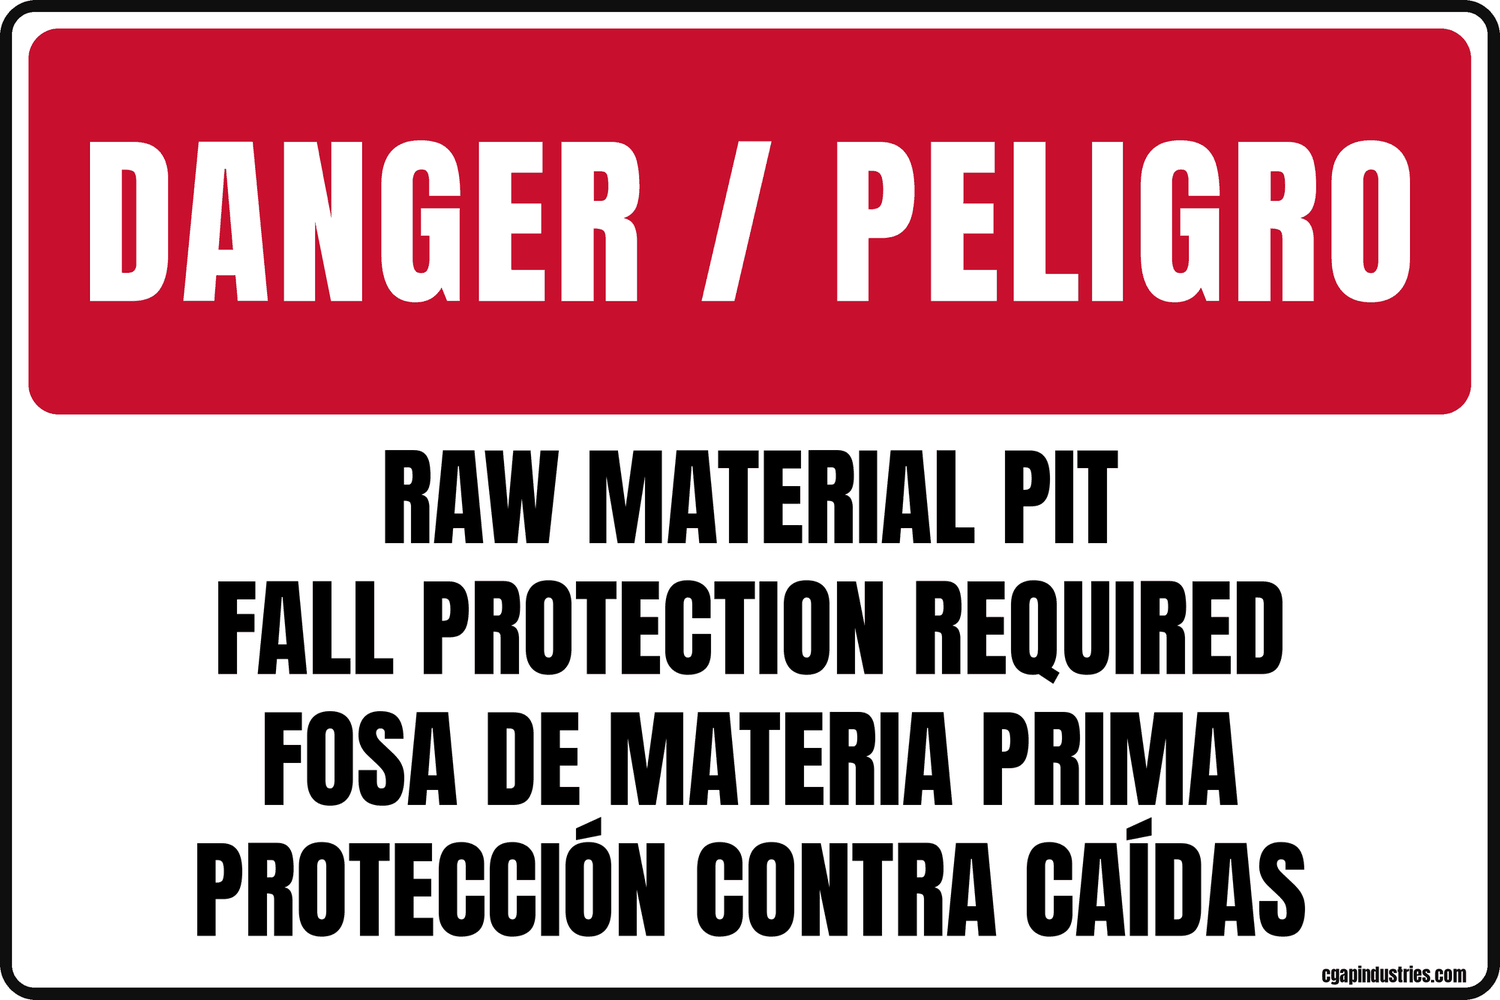 DANGER / PELIGRO
RAW MATERIAL PIT
FALL PROTECTION REQUIRED
FOSA DE MATERIA PRIMA
PROTECCIÓN CONTRA CAÍDAS
cgapindustries.com